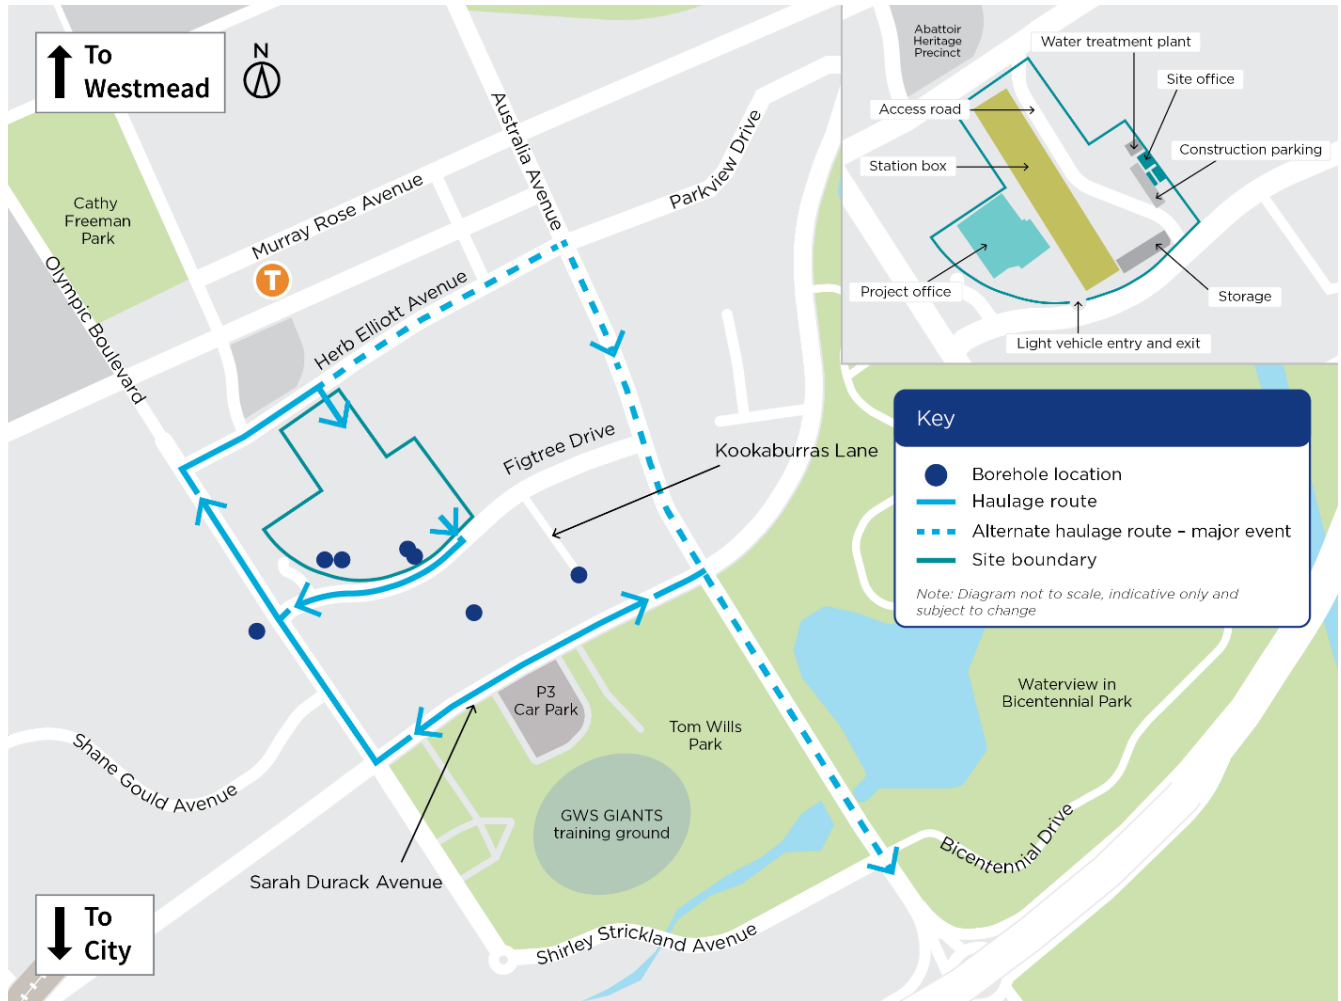 To
Westmead
N
Cathy
Freeman
Park
Olympic Boulevard
Murray Rose Avenue
T
Herb Elliott Avenue
Australia Avenue
Parkview Drive
Figtree Drive
Kookaburras Lane
Abattoir
Heritage
Precinct
Water treatment plant
Site office
Access road
Construction parking
Station box
Project office
Storage
Light vehicle entry and exit
Key
Borehole location
Haulage route
Alternate haulage route – major event
Site boundary
Note: Diagram not to scale, indicative only and
subject to change
P3
Car Park
Tom Wills
Park
Waterview in
Bicentennial Park
GWS GIANTS
training ground
Shane Gould Avenue
Sarah Durack Avenue
Bicentennial Drive
Shirley Strickland Avenue
To
City